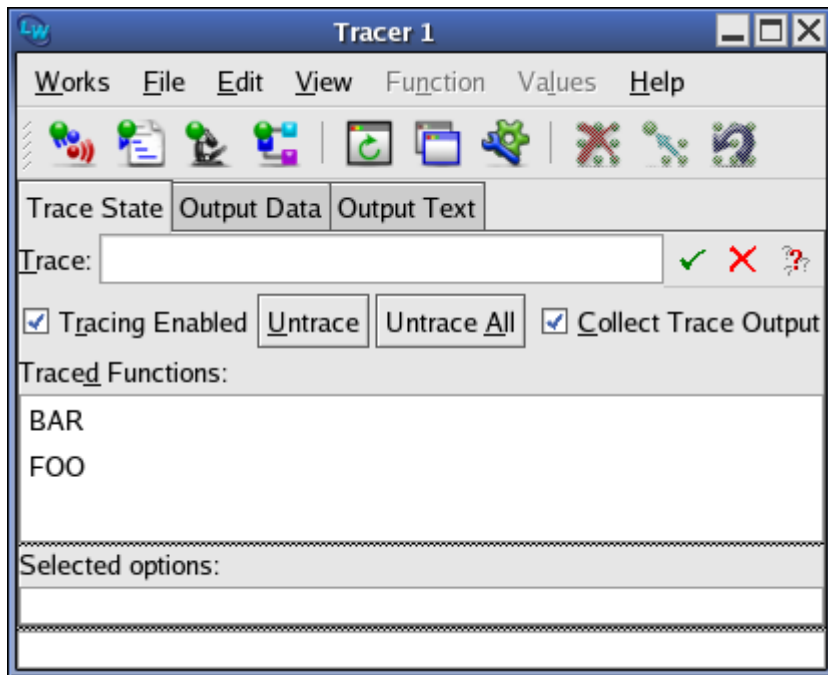 LW
Tracer 1
Works File Edit View Function Values Help
Trace State Output Data Output Text
Trace:
Tracing Enabled Untrace Untrace All Collect Trace Output
Traced Functions:
BAR
FOO
Selected options: